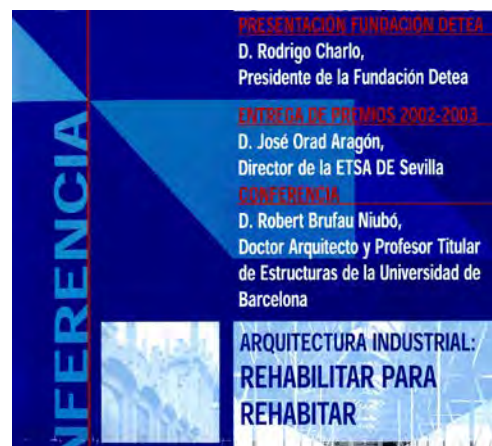 PRESENTACIÓN FUNDACIÓN DETEA
D. Rodrigo Charlo,
Presidente de la Fundación Detea
ENTREGA DE PREMIOS 2002-2003
D. José Orad Aragón,
Director de la ETSA DE Sevilla
CONFERENCIA
D. Robert Brufau Niubó,
Doctor Arquitecto y Profesor Titular
de Estructuras de la Universidad de
Barcelona
ARQUITECTURA INDUSTRIAL:
REHABILITAR PARA
REHABITAR
NFERENCIA